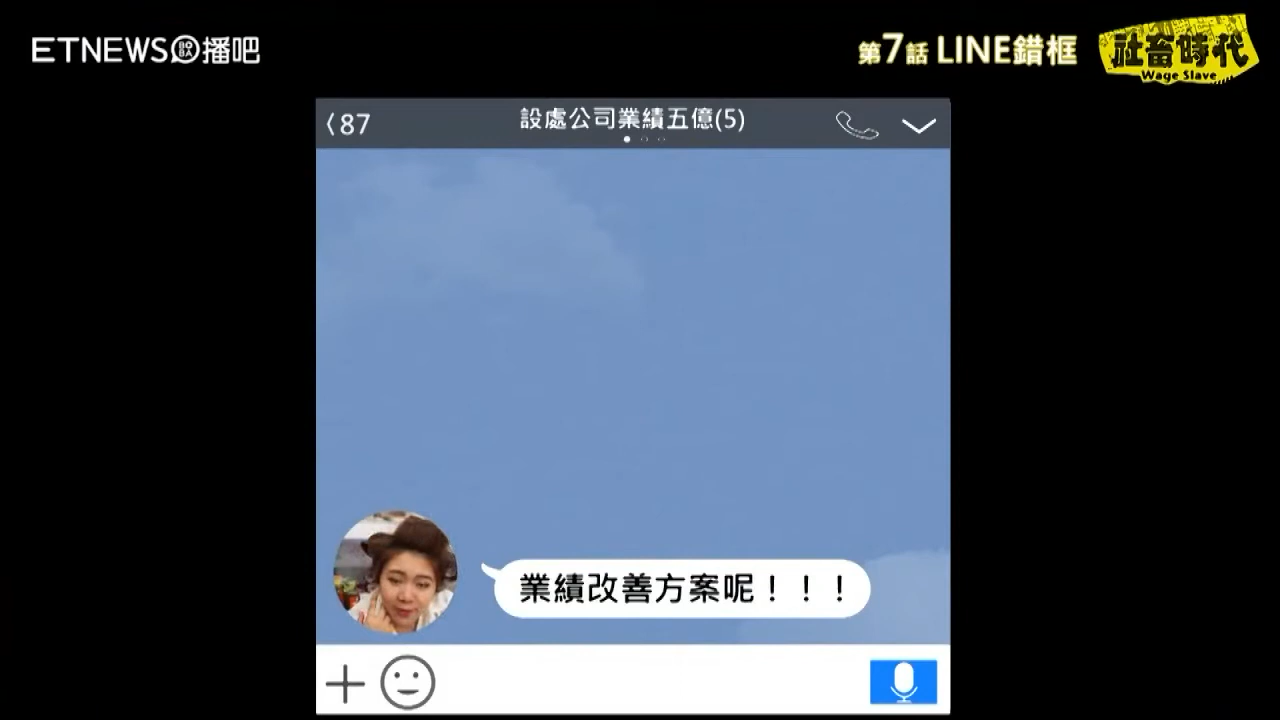 ETNEWS播吧
BOBA
第7話 LINE錯框
社畜時代
Wage Slave
〈87
設處公司業績五億(5)
業績改善方案呢！！！